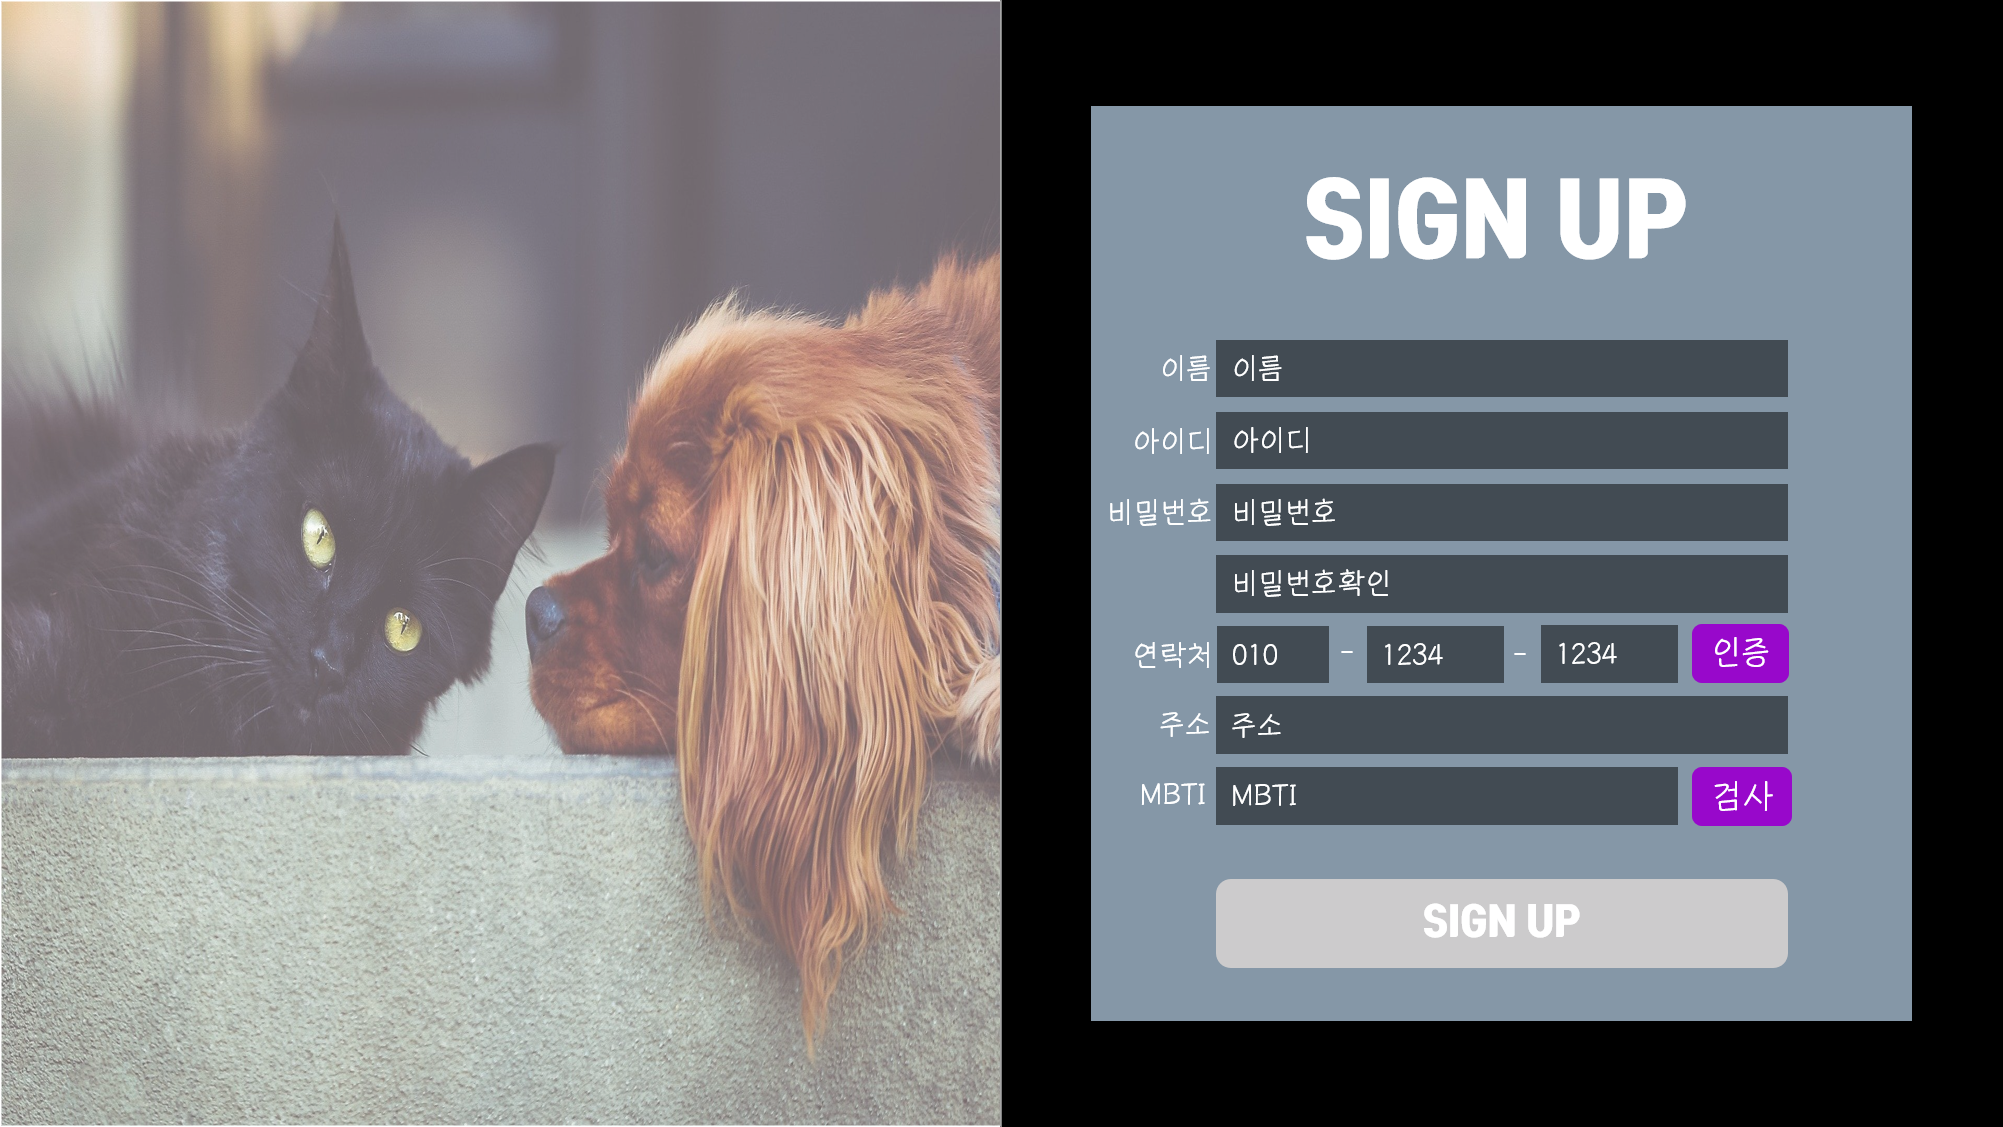 SIGN UP
이름 이름
아이디 아이디
비밀번호 비밀번호
비밀번호확인
연락처 010 - 1234 - 1234 인증
주소 주소
MBTI MBTI 검사
SIGN UP